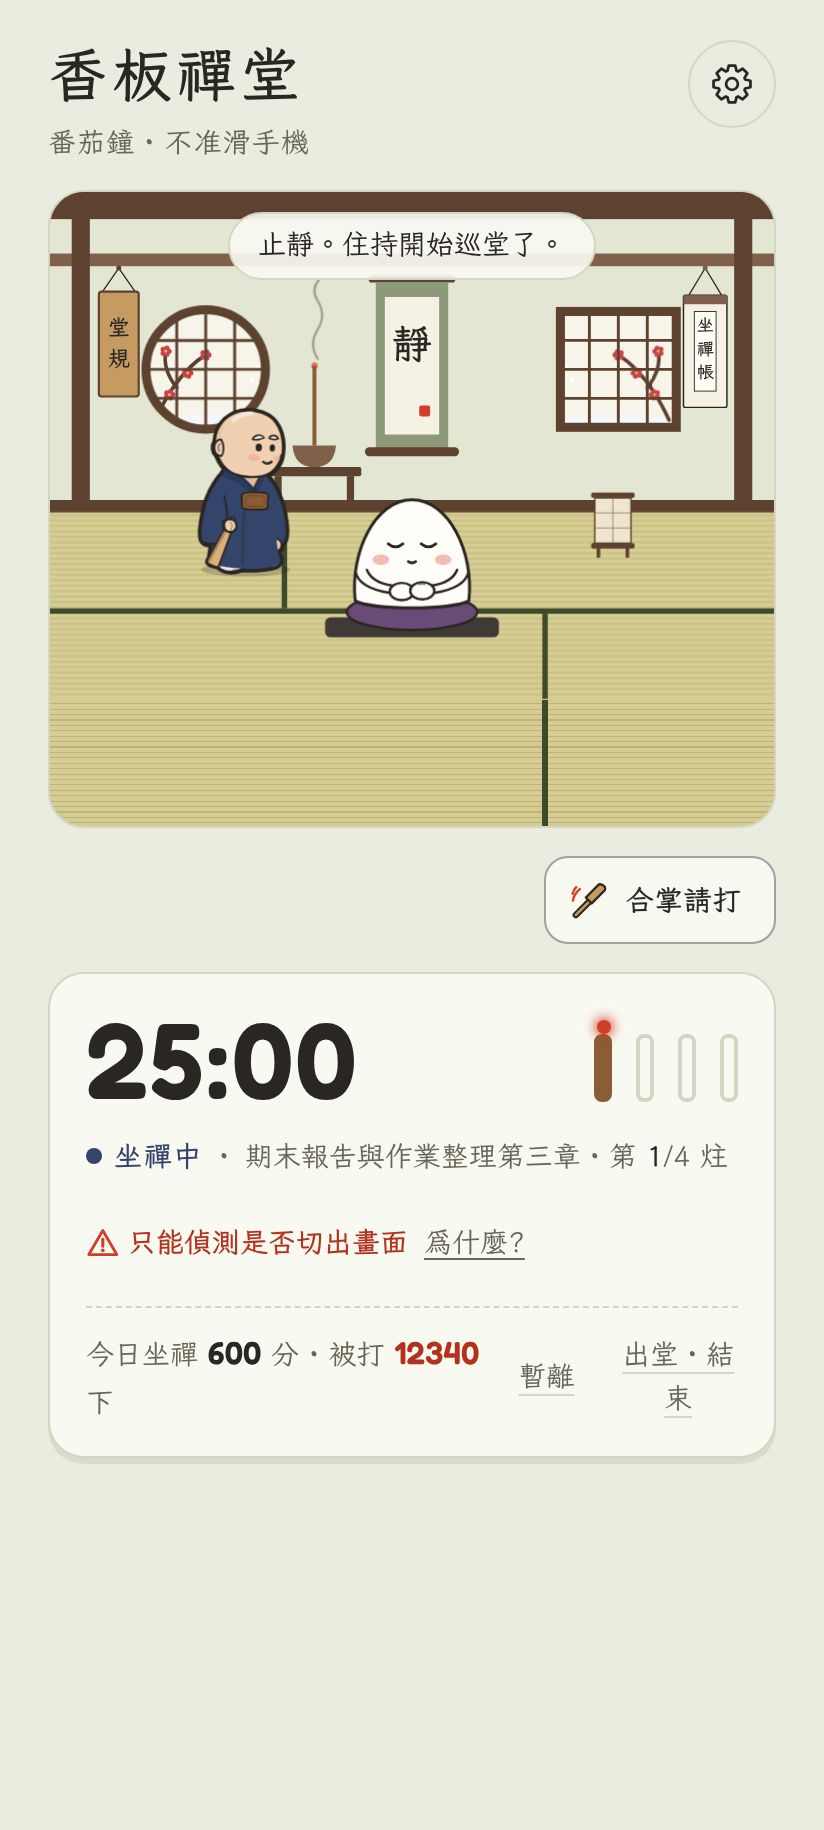 香板禪堂
番茄鐘・不准滑手機
止靜。住持開始巡堂了。
堂規
靜
坐禪帳
合掌請打
25:00
坐禪中・期末報告與作業整理第三章・第 1/4 炷
只能偵測是否切出畫面 為什麼?
今日坐禪 600 分・被打 12340
下
暫離
出堂・結
束